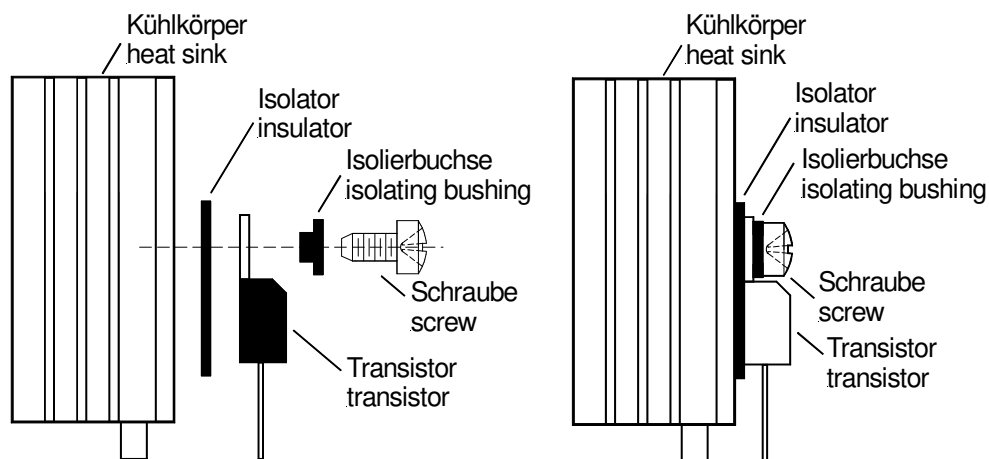 Kühlkörper
heat sink
Isolator
insulator
Isolierbuchse
isolating bushing
Schraube
screw
Transistor
transistor
Kühlkörper
heat sink
Isolator
insulator
Isolierbuchse
isolating bushing
Schraube
screw
Transistor
transistor